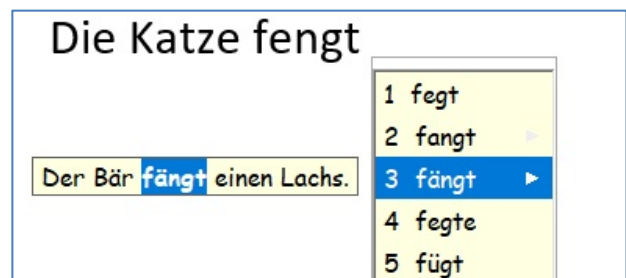 Die Katze fengt
1 fegt
2 fangt
Der Bär fängt einen Lachs.
3 fängt
4 fegte
5 fügt